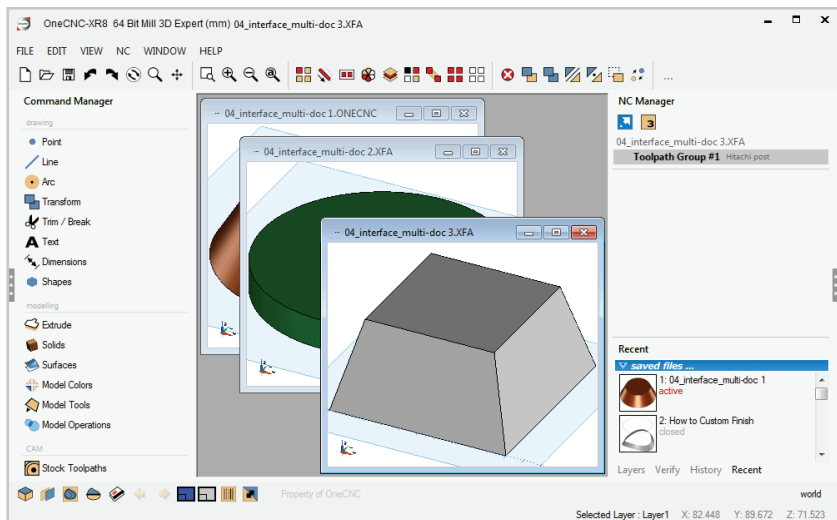 OneCNC-XR8 64 Bit Mill 3D Expert (mm) 04_interface_multi-doc 3.XFA
FILE EDIT VIEW NC WINDOW HELP
Command Manager
drawing
Point
Line
Arc
Transform
Trim / Break
A Text
Dimensions
Shapes
modelling
Extrude
Solids
Surfaces
Model Colors
Model Tools
Model Operations
CAM
Stock Toolpaths
04_interface_multi-doc 1.ONECNC
04_interface_multi-doc 2.XFA
04_interface_multi-doc 3.XFA
NC Manager
3
04_interface_multi-doc 3.XFA
Toolpath Group #1 Hitachi post
Recent
saved files ...
1: 04_interface_multi-doc 1
active
2: How to Custom Finish
closed
Layers Verify History Recent
Property of OneCNC
world
Selected Layer : Layer1 X: 82.448 Y: 89.672 Z: 71.523